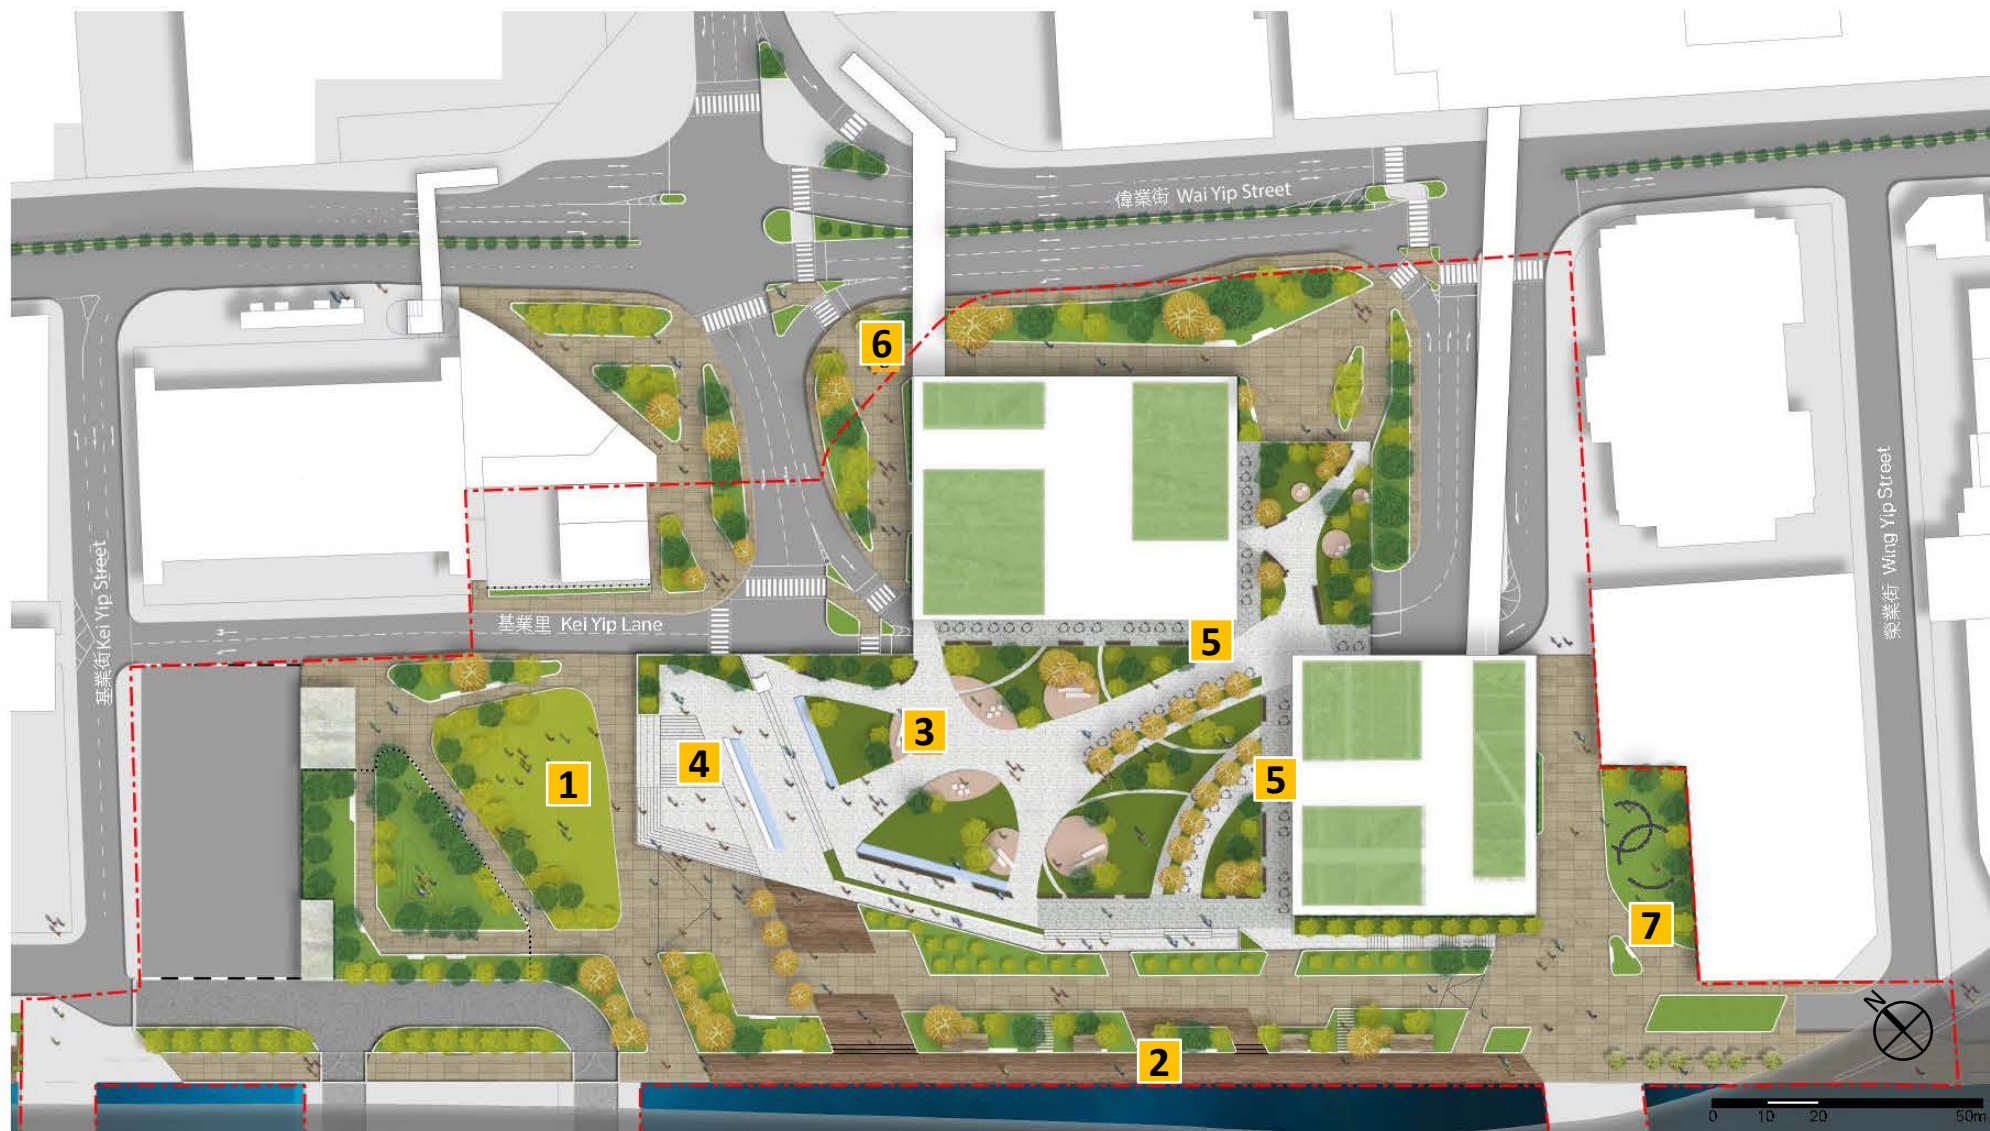 偉業街 Wai Yip Street
6
榮業街 Wing Yip Street
基業街 Kei Yip Street
基業里 Kei Yip Lane
5
3
4
1
5
7
N
2
0 10 20 50m